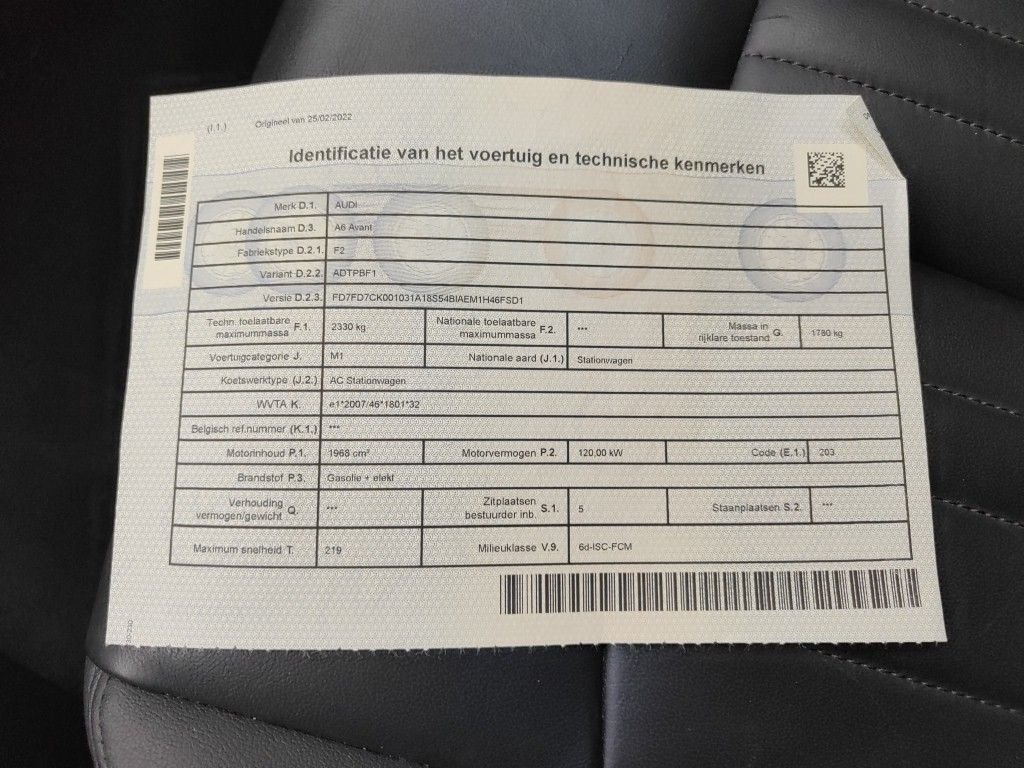 (I.1.) Origineel van 25/02/2022
Identificatie van het voertuig en technische kenmerken
Merk D.1. AUDI
Handelsnaam D.3. A6 Avant
Fabriekstype D.2.1. F2
Variant D.2.2. ADTPBF1
Versie D.2.3. FD7FD7CK001031A18S54BIAEM1H46FSD1
Techn. toelaatbare maximummassa F.1. 2330 kg Nationale toelaatbare maximummassa F.2. *** Massa in rijklare toestand G. 1780 kg
Voertuigcategorie J. M1 Nationale aard (J.1.) Stationwagen
Koetswerktype (J.2.) AC Stationwagen
WVTA K. e1*2007/46*1801*32
Belgisch ref.nummer (K.1.) ***
Motorinhoud P.1. 1968 cm³ Motorvermogen P.2. 120,00 kW Code (E.1.) 203
Brandstof P.3. Gasolie + elekt
Verhouding vermogen/gewicht Q. *** Zitplaatsen bestuurder inb. S.1. 5 Staanplaatsen S.2. ***
Maximum snelheid T. 219 Milieuklasse V.9. 6d-ISC-FCM